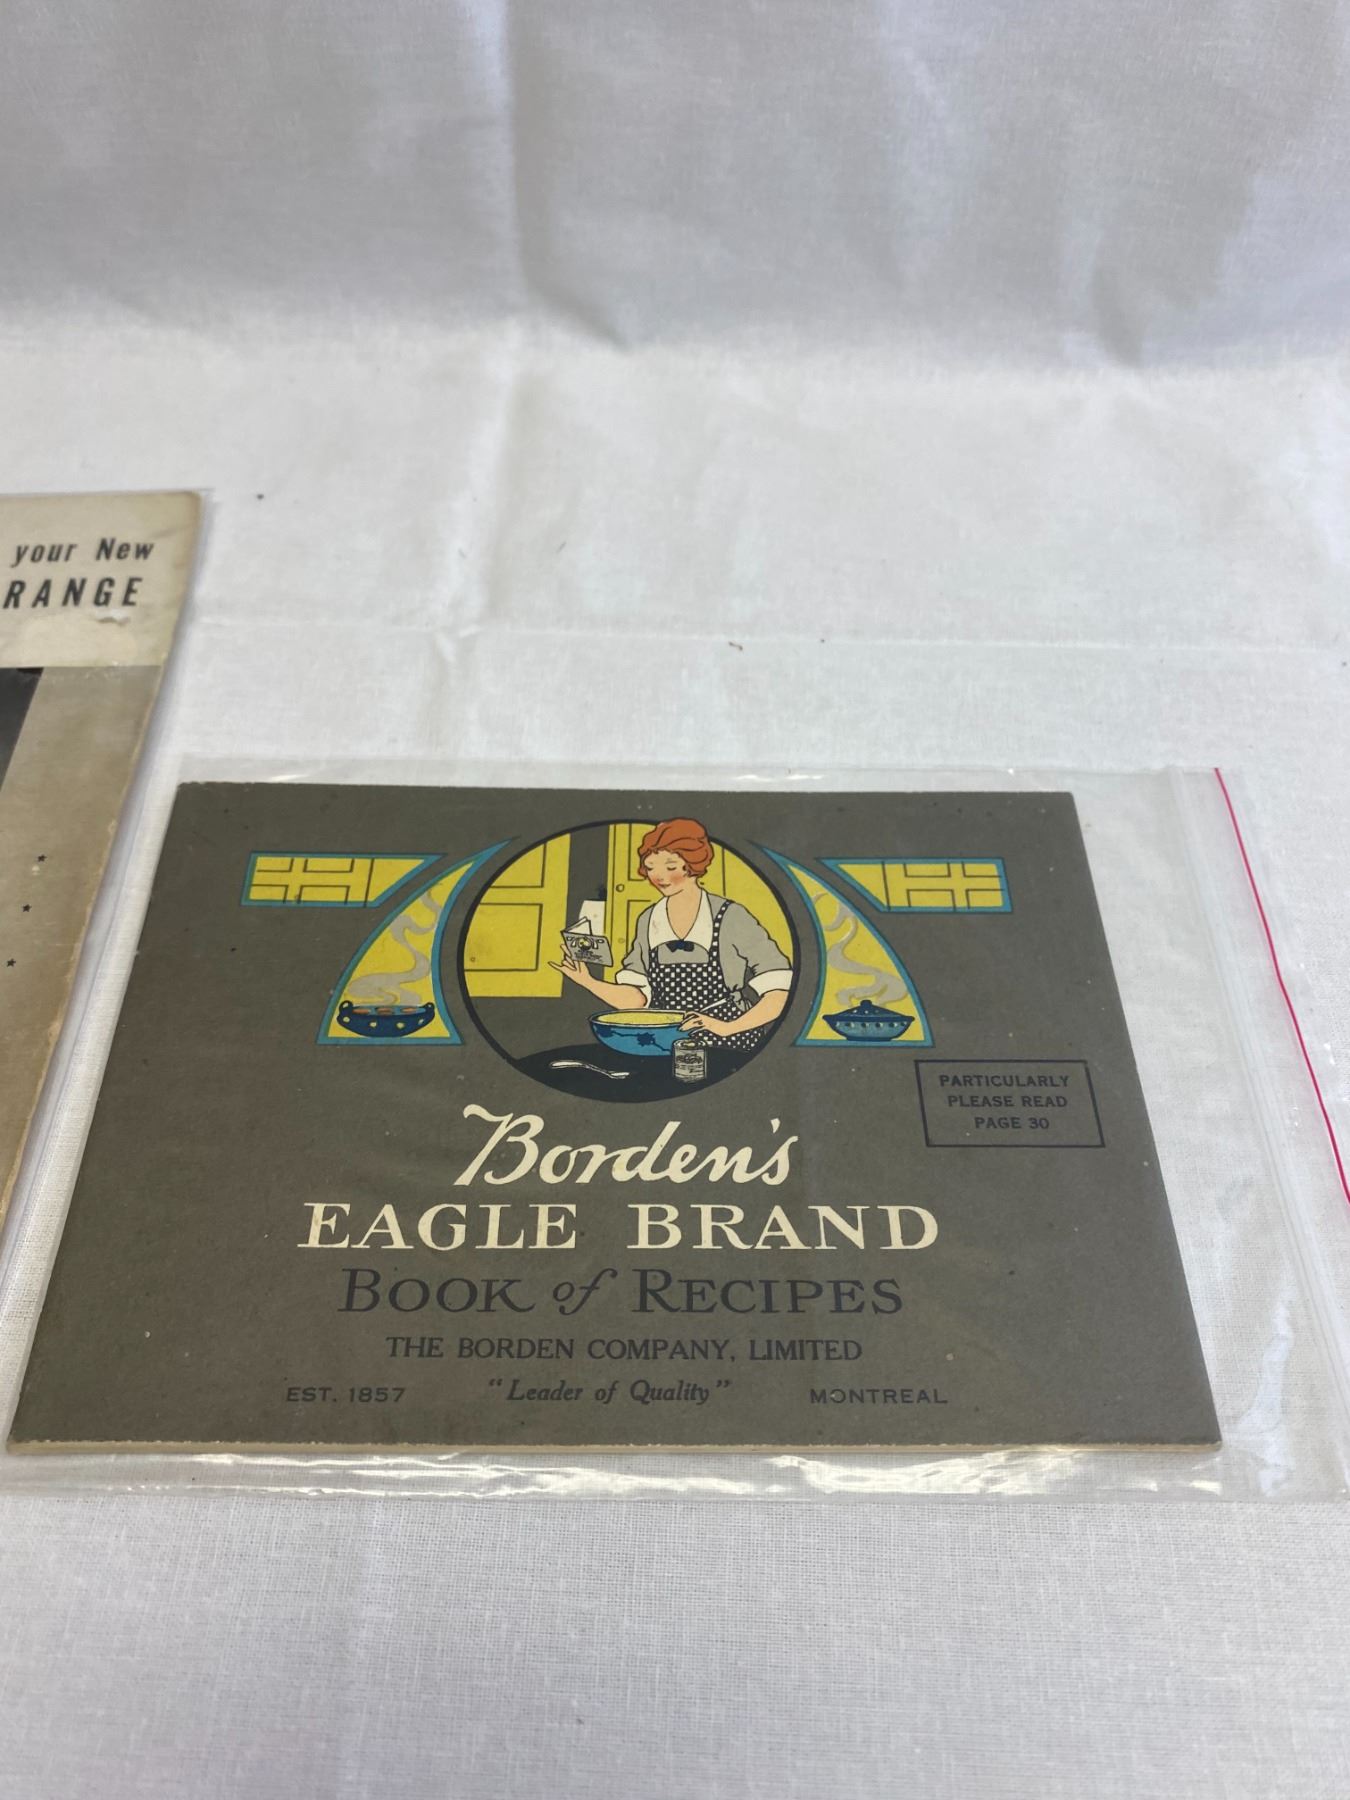 your New
RANGE
PARTICULARLY
PLEASE READ
PAGE 30
Borden's
EAGLE BRAND
BOOK of RECIPES
THE BORDEN COMPANY, LIMITED
EST. 1857 "Leader of Quality" MONTREAL